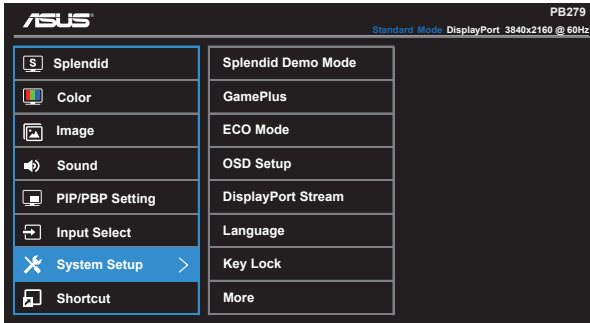 ASUS
PB279
Standard Mode DisplayPort 3840x2160 @ 60Hz
S Splendid
Color
Image
Sound
PIP/PBP Setting
Input Select
System Setup >
Shortcut
Splendid Demo Mode
GamePlus
ECO Mode
OSD Setup
DisplayPort Stream
Language
Key Lock
More